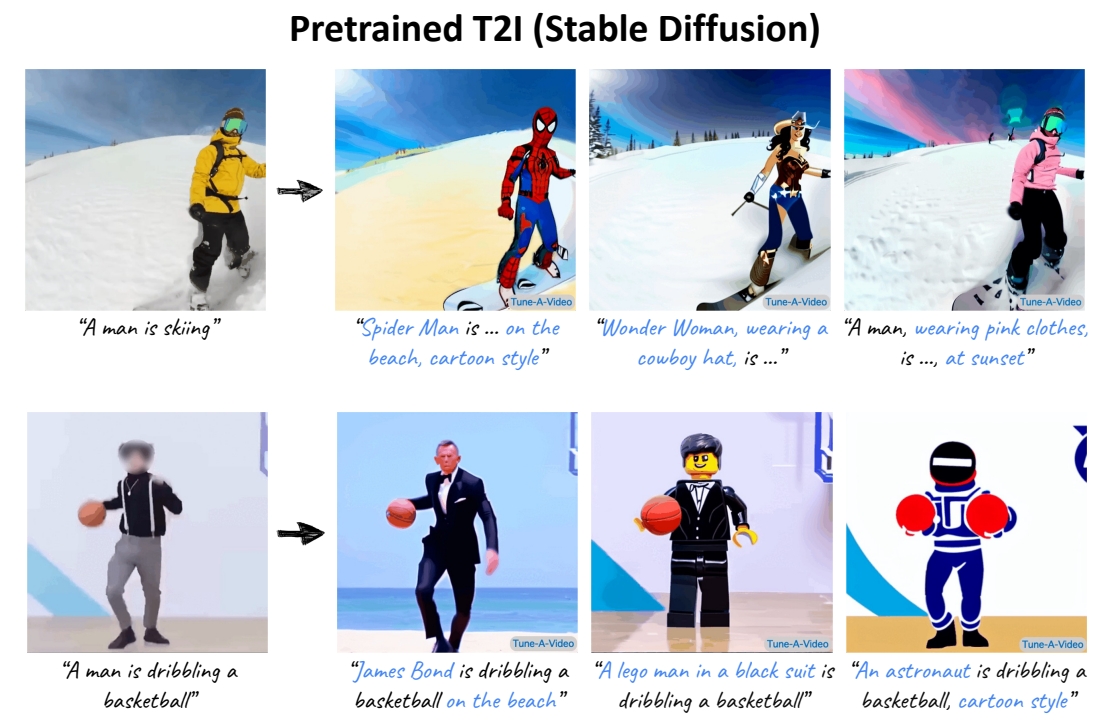 Pretrained T2I (Stable Diffusion)
Tune-A-Video
Tune-A-Video
Tune-A-Video
“A man is skiing”
“Spider Man is ... on the
beach, cartoon style”
“Wonder Woman, wearing a
cowboy hat, is ...”
“A man, wearing pink clothes,
is ..., at sunset”
Tune-A-Video
Tune-A-Video
Tune-A-Video
“A man is dribbling a
basketball”
“James Bond is dribbling a
basketball on the beach”
“A lego man in a black suit is
dribbling a basketball”
“An astronaut is dribbling a
basketball, cartoon style”